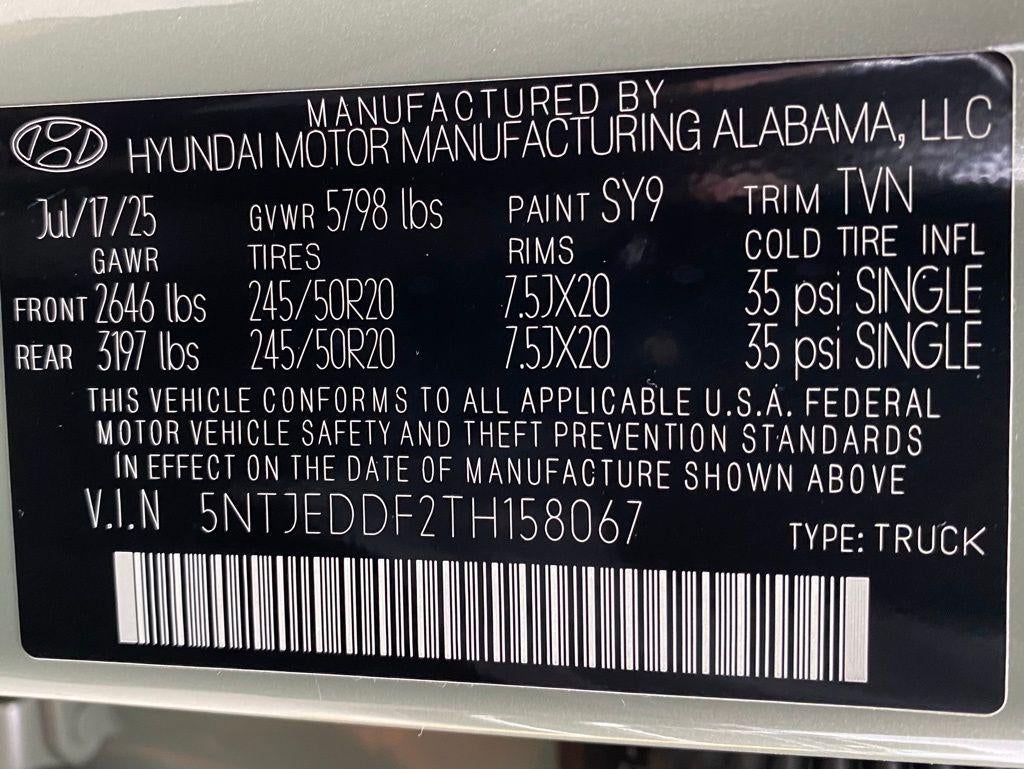 MANUFACTURED BY
HYUNDAI MOTOR MANUFACTURING ALABAMA, LLC
Jul/17/25 GVWR 5798 lbs PAINT SY9 TRIM TVN
GAWR TIRES RIMS COLD TIRE INFL
FRONT 2646 lbs 245/50R20 7.5JX20 35 psi SINGLE
REAR 3197 lbs 245/50R20 7.5JX20 35 psi SINGLE
THIS VEHICLE CONFORMS TO ALL APPLICABLE U.S.A. FEDERAL
MOTOR VEHICLE SAFETY AND THEFT PREVENTION STANDARDS
IN EFFECT ON THE DATE OF MANUFACTURE SHOWN ABOVE
V.I.N 5NTJEDDF2TH158067 TYPE: TRUCK